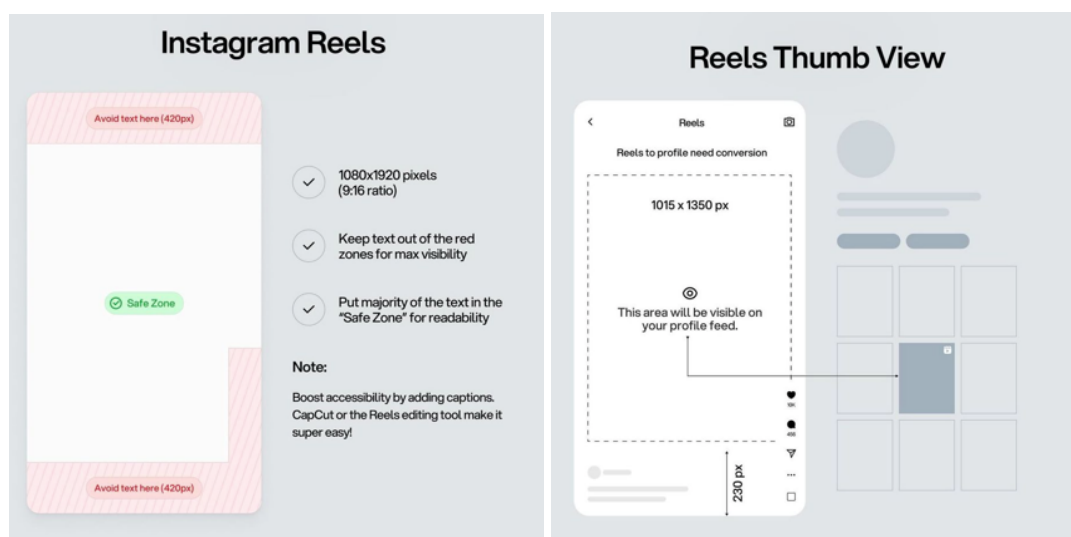 Instagram Reels
Avoid text here (420px)
1080x1920 pixels
(9:16 ratio)
Keep text out of the red
zones for max visibility
Safe Zone
Put majority of the text in the
“Safe Zone” for readability
Note:
Boost accessibility by adding captions.
CapCut or the Reels editing tool make it
super easy!
Avoid text here (420px)
Reels Thumb View
Reels
Reels to profile need conversion
1015 x 1350 px
This area will be visible on
your profile feed.
230 px